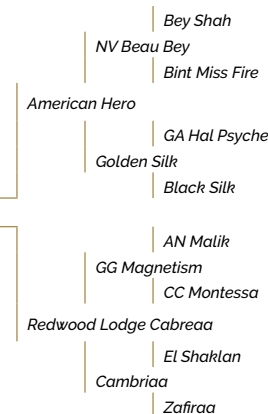 Bey Shah
NV Beau Bey
Bint Miss Fire
American Hero
GA Hal Psyche
Golden Silk
Black Silk
AN Malik
GG Magnetism
CC Montessa
Redwood Lodge Cabreaa
El Shaklan
Cambriaa
Zafiraa